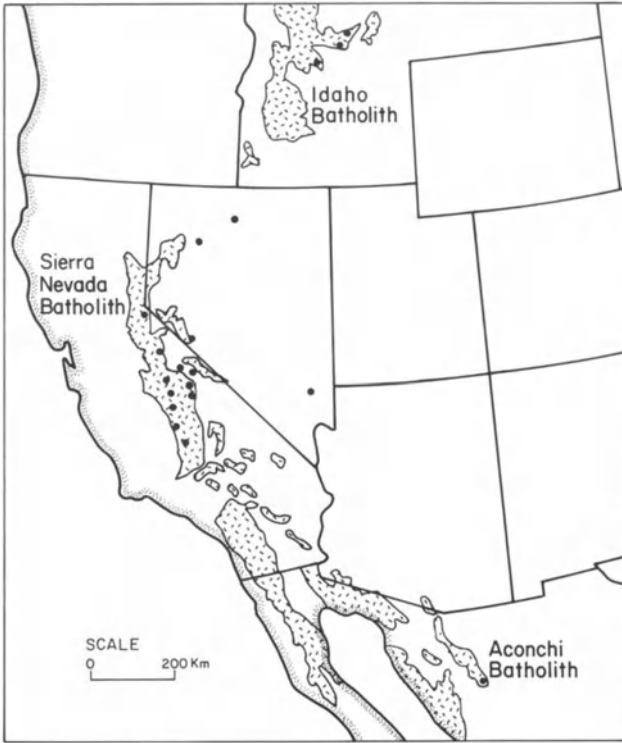 Idaho
Batholith
Sierra
Nevada
Batholith
SCALE
0 200 Km
Aconchi
Batholith